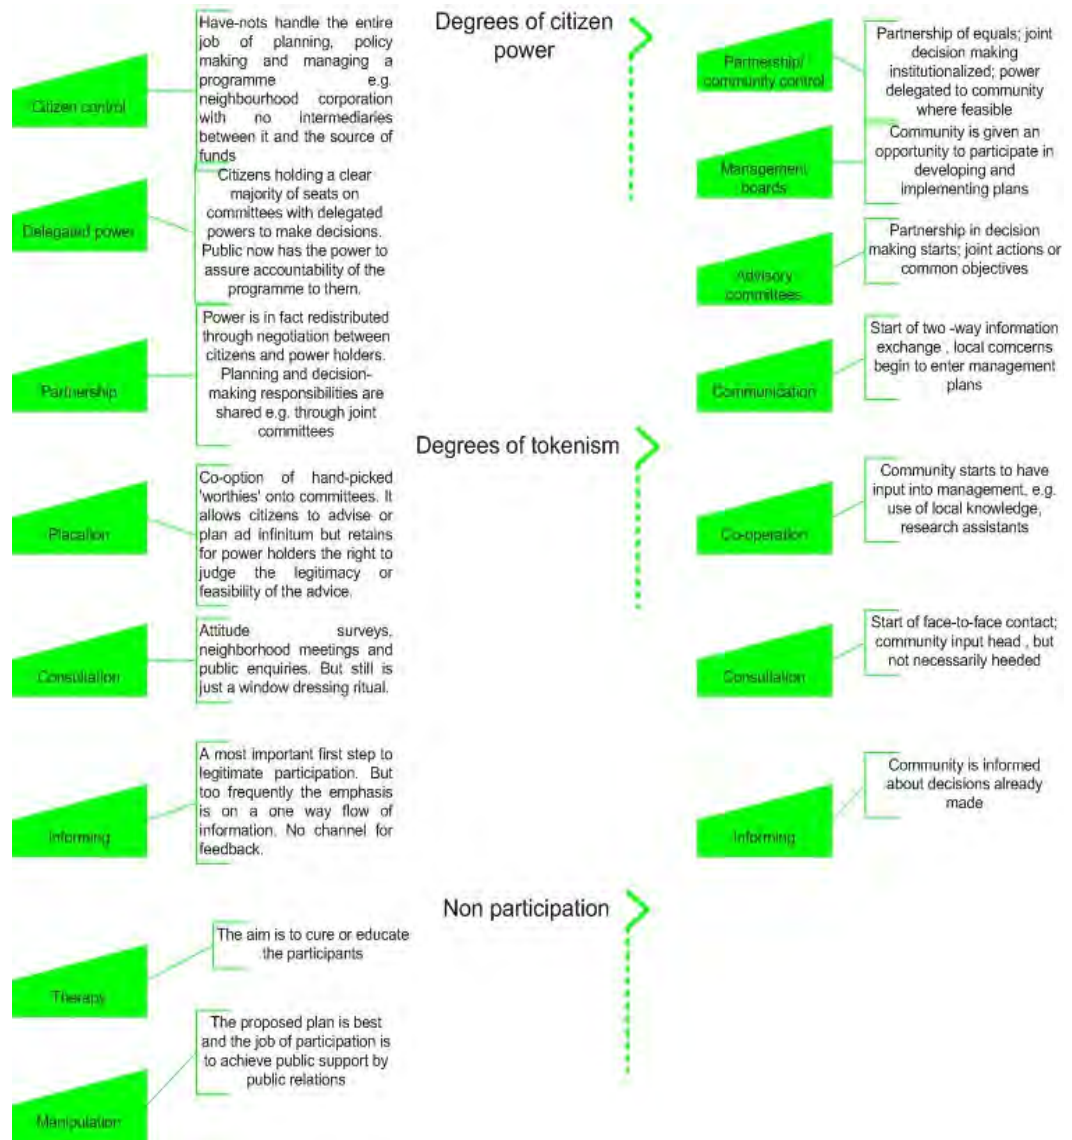 Degrees of citizen
power
Citizen control
Have-nots handle the entire
job of planning, policy
making and managing a
programme e.g.
neighbourhood corporation
with no intermediaries
between it and the source of
funds
Delegated power
Citizens holding a clear
majority of seats on
committees with delegated
powers to make decisions.
Public now has the power to
assure accountability of the
programme to them.
Partnership
Power is in fact redistributed
through negotiation between
citizens and power holders.
Planning and decision-
making responsibilities are
shared e.g. through joint
committees
Partnership/
community control
Partnership of equals; joint
decision making
institutionalized; power
delegated to community
where feasible
Management
boards
Community is given an
opportunity to participate in
developing and
implementing plans
Advisory
committees
Partnership in decision
making starts; joint actions or
common objectives
Communication
Start of two -way information
exchange , local comcerns
begin to enter management
plans
Degrees of tokenism
Placation
Co-option of hand-picked
'worthies' onto committees. It
allows citizens to advise or
plan ad infinitum but retains
for power holders the right to
judge the legitimacy or
feasibility of the advice.
Consultation
Attitude surveys,
neighborhood meetings and
public enquiries. But still is
just a window dressing ritual.
Informing
A most important first step to
legitimate participation. But
too frequently the emphasis
is on a one way flow of
information. No channel for
feedback.
Co-operation
Community starts to have
input into management, e.g.
use of local knowledge,
research assistants
Consultation
Start of face-to-face contact;
community input head , but
not necessarily heeded
Informing
Community is informed
about decisions already
made
Non participation
Therapy
The aim is to cure or educate
the participants
Manipulation
The proposed plan is best
and the job of participation is
to achieve public support by
public relations